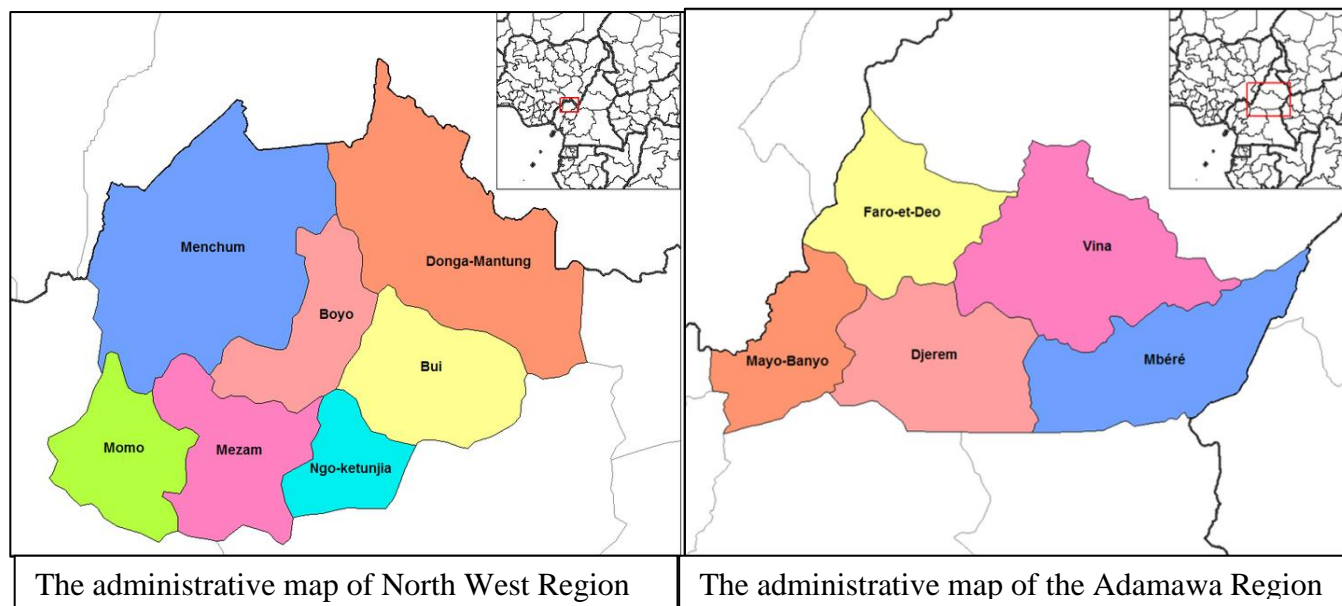 Menchum
Donga-Mantung
Boyo
Bui
Momo
Mezam
Ngo-ketunjia
The administrative map of North West Region
Faro-et-Deo
Vina
Mayo-Banyo
Djerem
Mbéré
The administrative map of the Adamawa Region